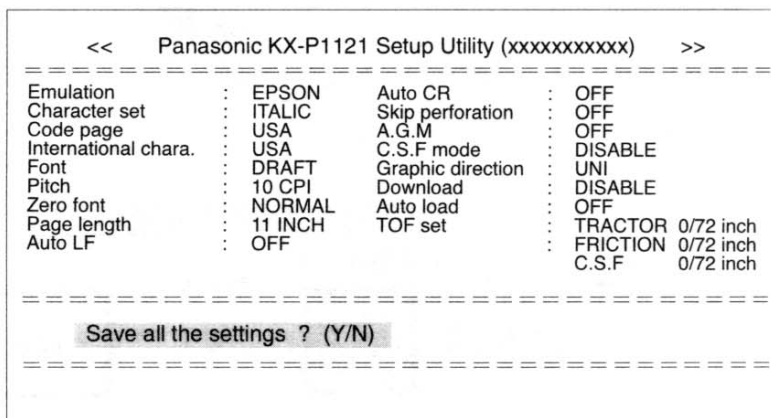 << Panasonic KX-P1121 Setup Utility (xxxxxxxxxxx) >>
Emulation : EPSON Auto CR : OFF
Character set : ITALIC Skip perforation : OFF
Code page : USA A.G.M : OFF
International chara. : USA C.S.F mode : DISABLE
Font : DRAFT Graphic direction : UNI
Pitch : 10 CPI Download : DISABLE
Zero font : NORMAL Auto load : OFF
Page length : 11 INCH TOF set : TRACTOR 0/72 inch
Auto LF : OFF : FRICTION 0/72 inch
C.S.F 0/72 inch
Save all the settings ? (Y/N)